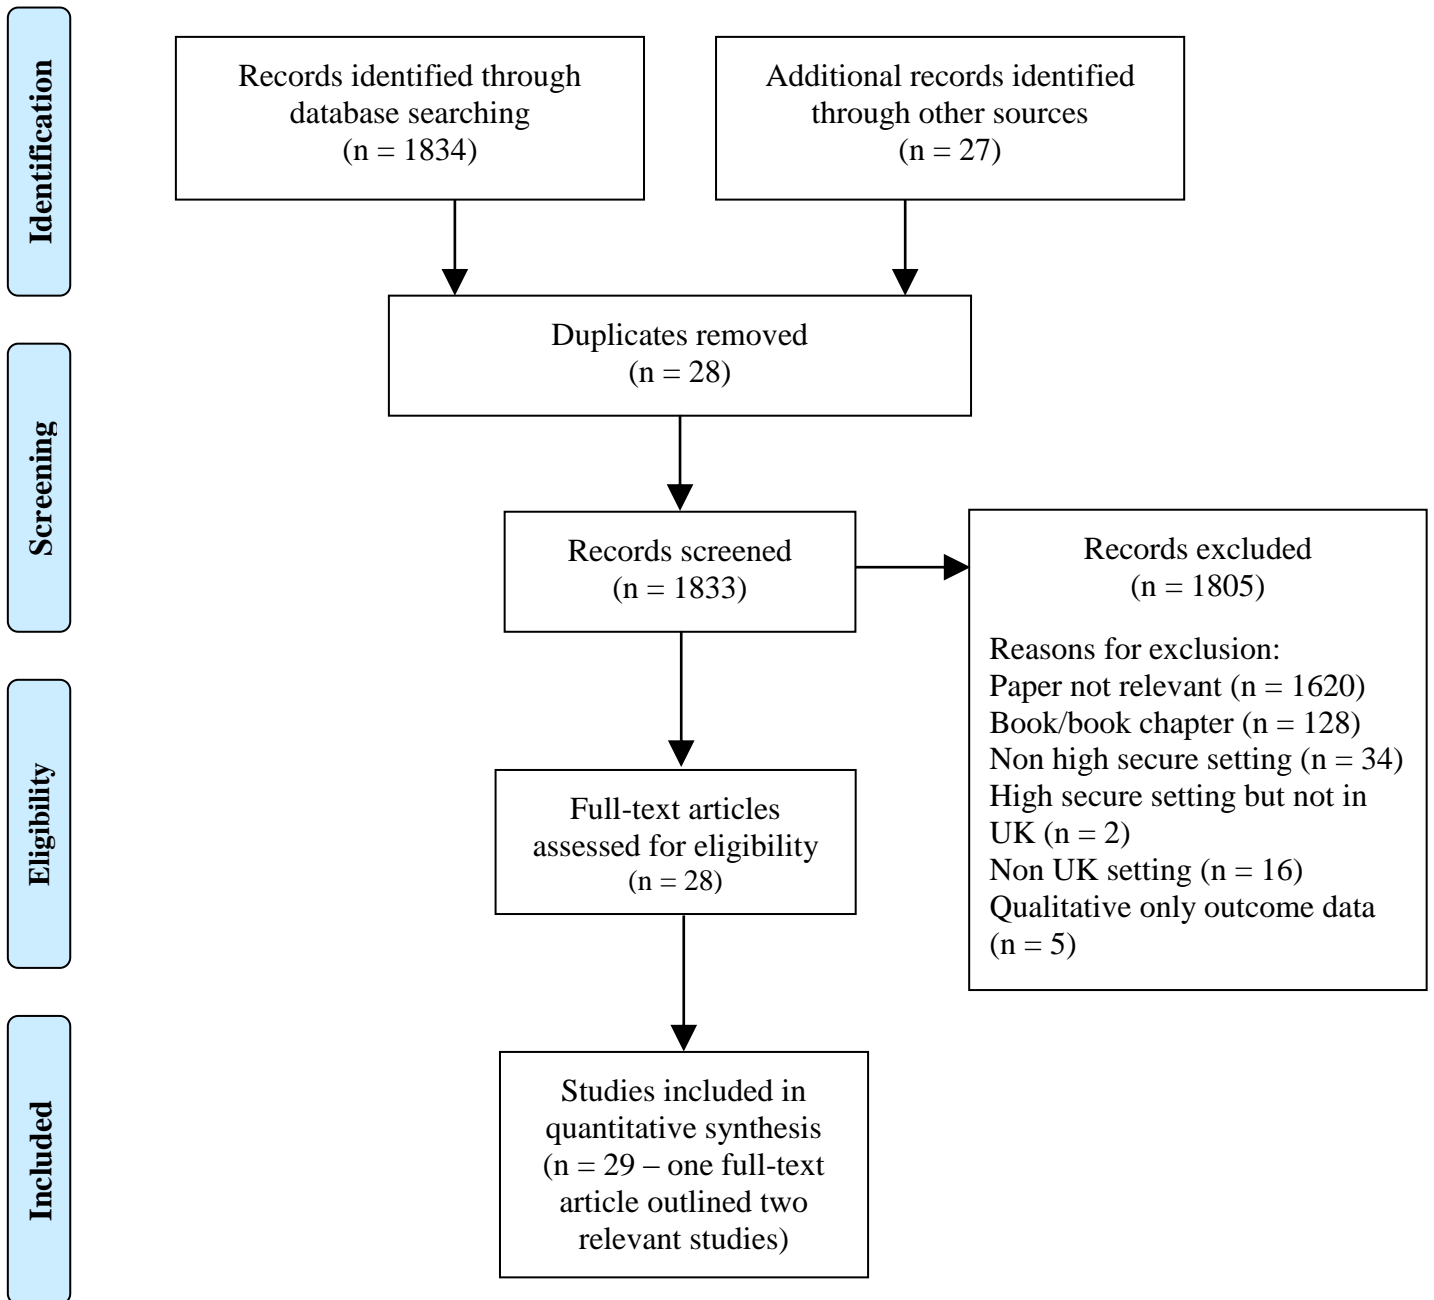 Identification
Records identified through
database searching
(n = 1834)
Additional records identified
through other sources
(n = 27)
Duplicates removed
(n = 28)
Screening
Records screened
(n = 1833)
Records excluded
(n = 1805)
Reasons for exclusion:
Paper not relevant (n = 1620)
Book/book chapter (n = 128)
Non high secure setting (n = 34)
High secure setting but not in
UK (n = 2)
Non UK setting (n = 16)
Qualitative only outcome data
(n = 5)
Eligibility
Full-text articles
assessed for eligibility
(n = 28)
Included
Studies included in
quantitative synthesis
(n = 29 – one full-text
article outlined two
relevant studies)